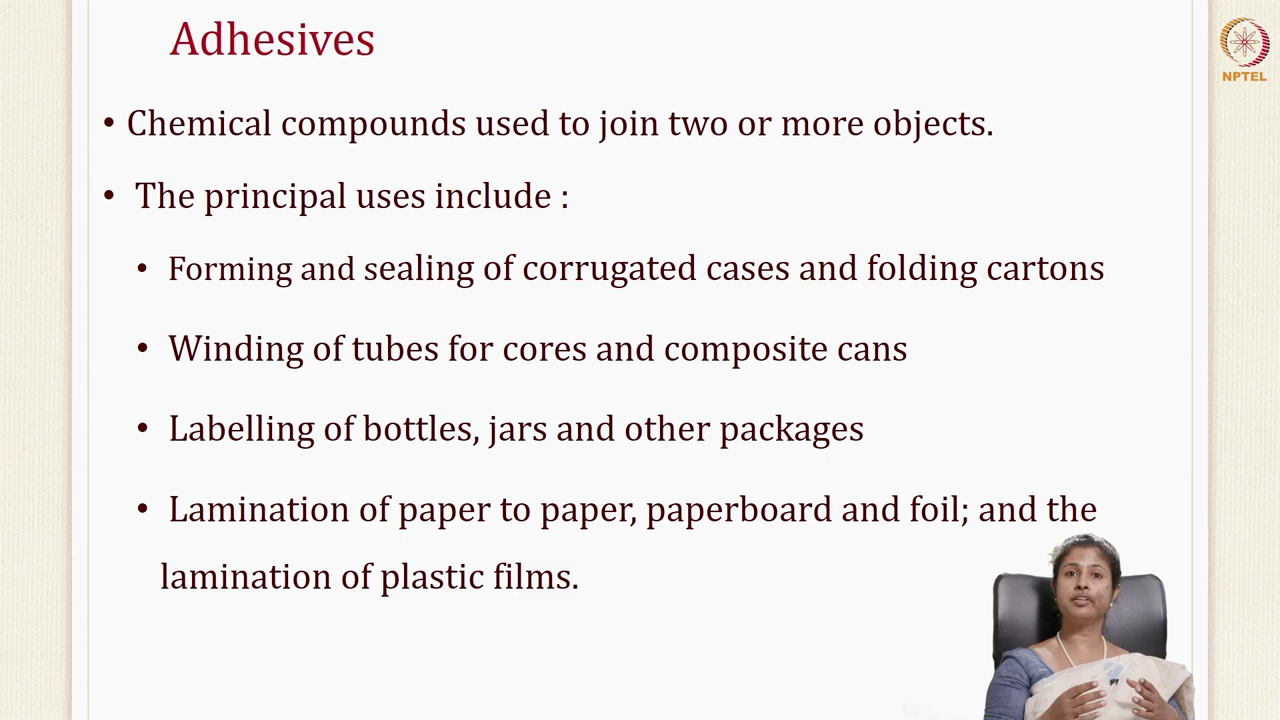 Adhesives
NPTEL
• Chemical compounds used to join two or more objects.
• The principal uses include :
• Forming and sealing of corrugated cases and folding cartons
• Winding of tubes for cores and composite cans
• Labelling of bottles, jars and other packages
• Lamination of paper to paper, paperboard and foil; and the
lamination of plastic films.